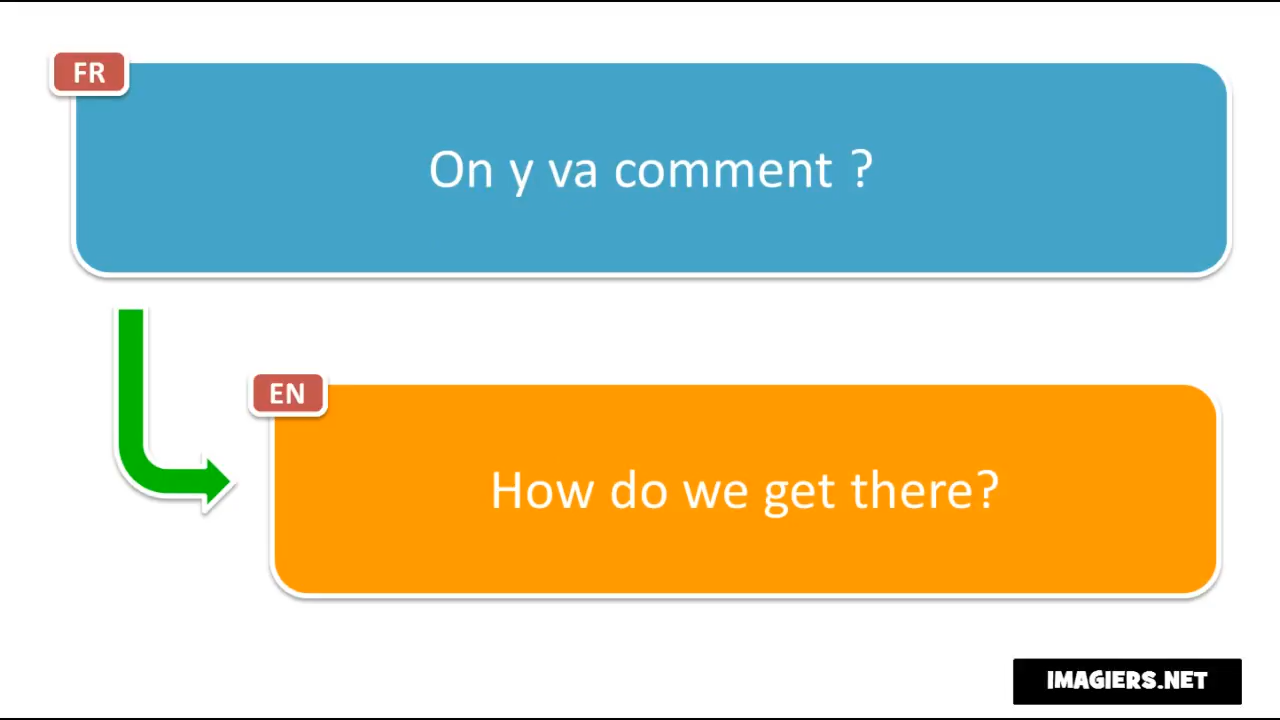 FR
On y va comment ?
EN
How do we get there?
IMAGIERS.NET